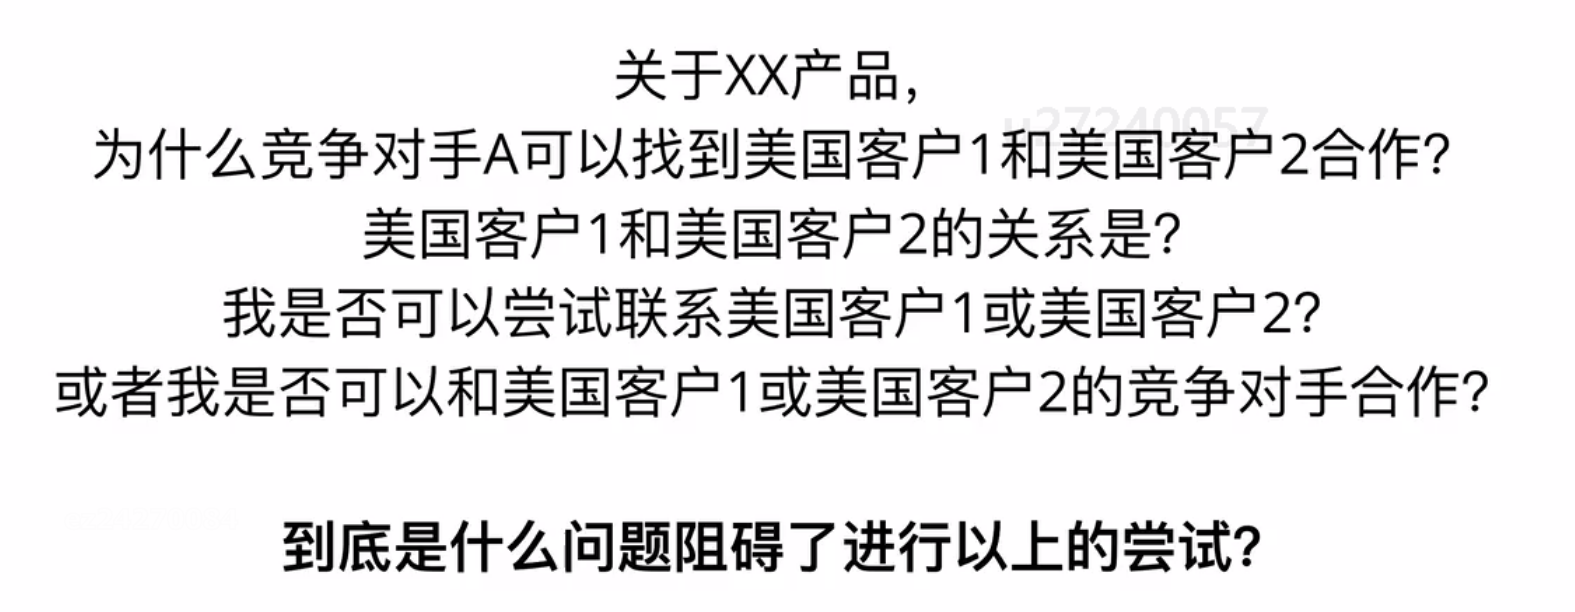 关于XX产品，
u27240057
为什么竞争对手A可以找到美国客户1和美国客户2合作？
美国客户1和美国客户2的关系是？
我是否可以尝试联系美国客户1或美国客户2？
或者我是否可以和美国客户1或美国客户2的竞争对手合作？
到底是什么问题阻碍了进行以上的尝试？